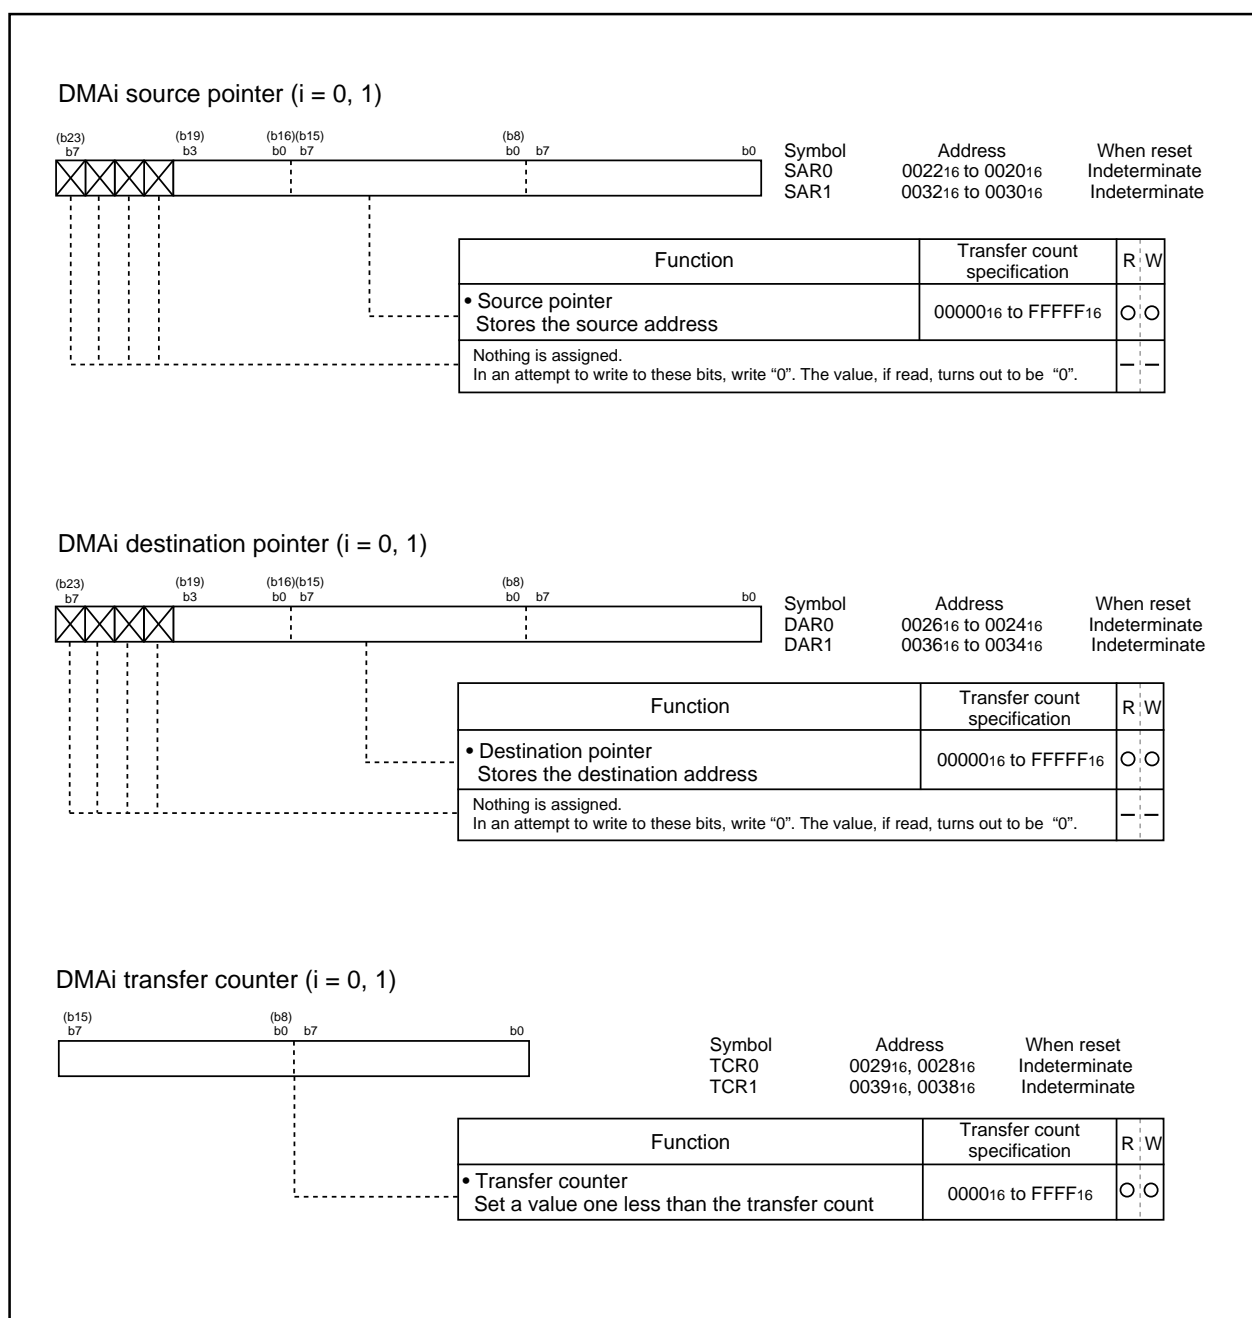 DMAi source pointer (i = 0, 1)
(b23) (b19) (b16)(b15) (b8)
b7 b3 b0 b7 b0 b7 b0
Symbol Address When reset
SAR0 002216 to 002016 Indeterminate
SAR1 003216 to 003016 Indeterminate
Function Transfer count specification R W
• Source pointer
Stores the source address 0000016 to FFFFF16
Nothing is assigned.
In an attempt to write to these bits, write “0”. The value, if read, turns out to be “0”.
DMAi destination pointer (i = 0, 1)
(b23) (b19) (b16)(b15) (b8)
b7 b3 b0 b7 b0 b7 b0
Symbol Address When reset
DAR0 002616 to 002416 Indeterminate
DAR1 003616 to 003416 Indeterminate
Function Transfer count specification R W
• Destination pointer
Stores the destination address 0000016 to FFFFF16
Nothing is assigned.
In an attempt to write to these bits, write “0”. The value, if read, turns out to be “0”.
DMAi transfer counter (i = 0, 1)
(b15) (b8)
b7 b0 b7 b0
Symbol Address When reset
TCR0 002916, 002816 Indeterminate
TCR1 003916, 003816 Indeterminate
Function Transfer count specification R W
• Transfer counter
Set a value one less than the transfer count 000016 to FFFF16